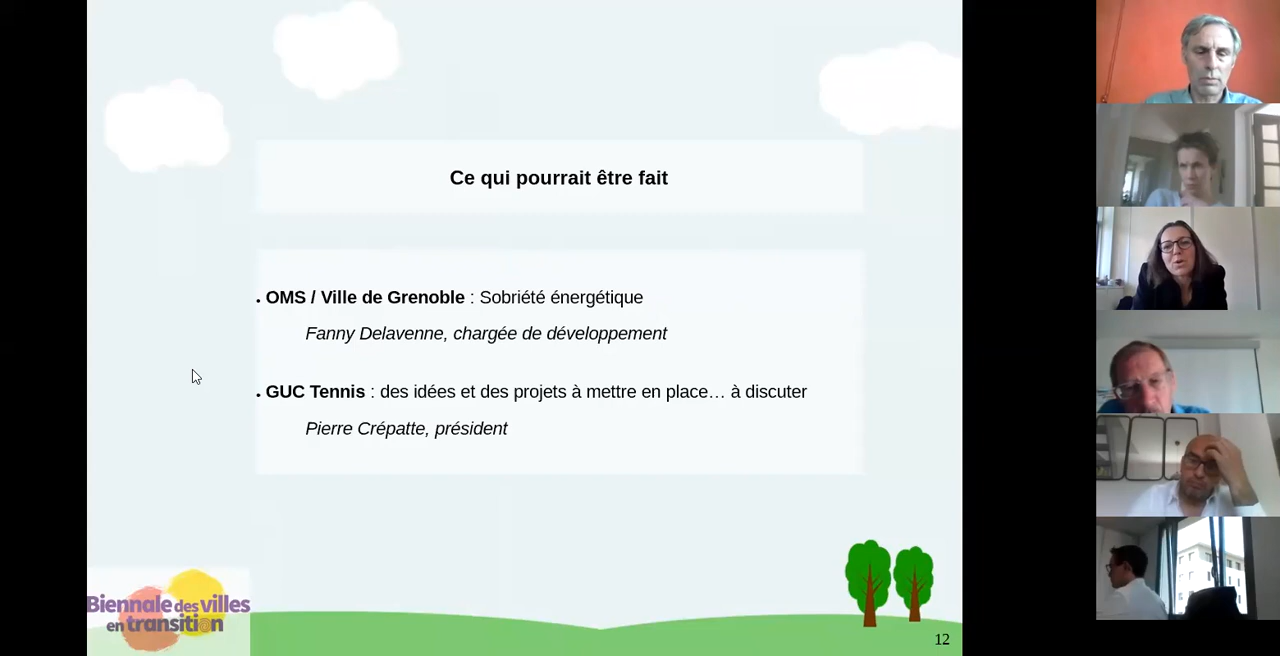 Ce qui pourrait être fait
• OMS / Ville de Grenoble : Sobriété énergétique
Fanny Delavenne, chargée de développement
• GUC Tennis : des idées et des projets à mettre en place… à discuter
Pierre Crépatte, président
Biennale des villes
en transition
12